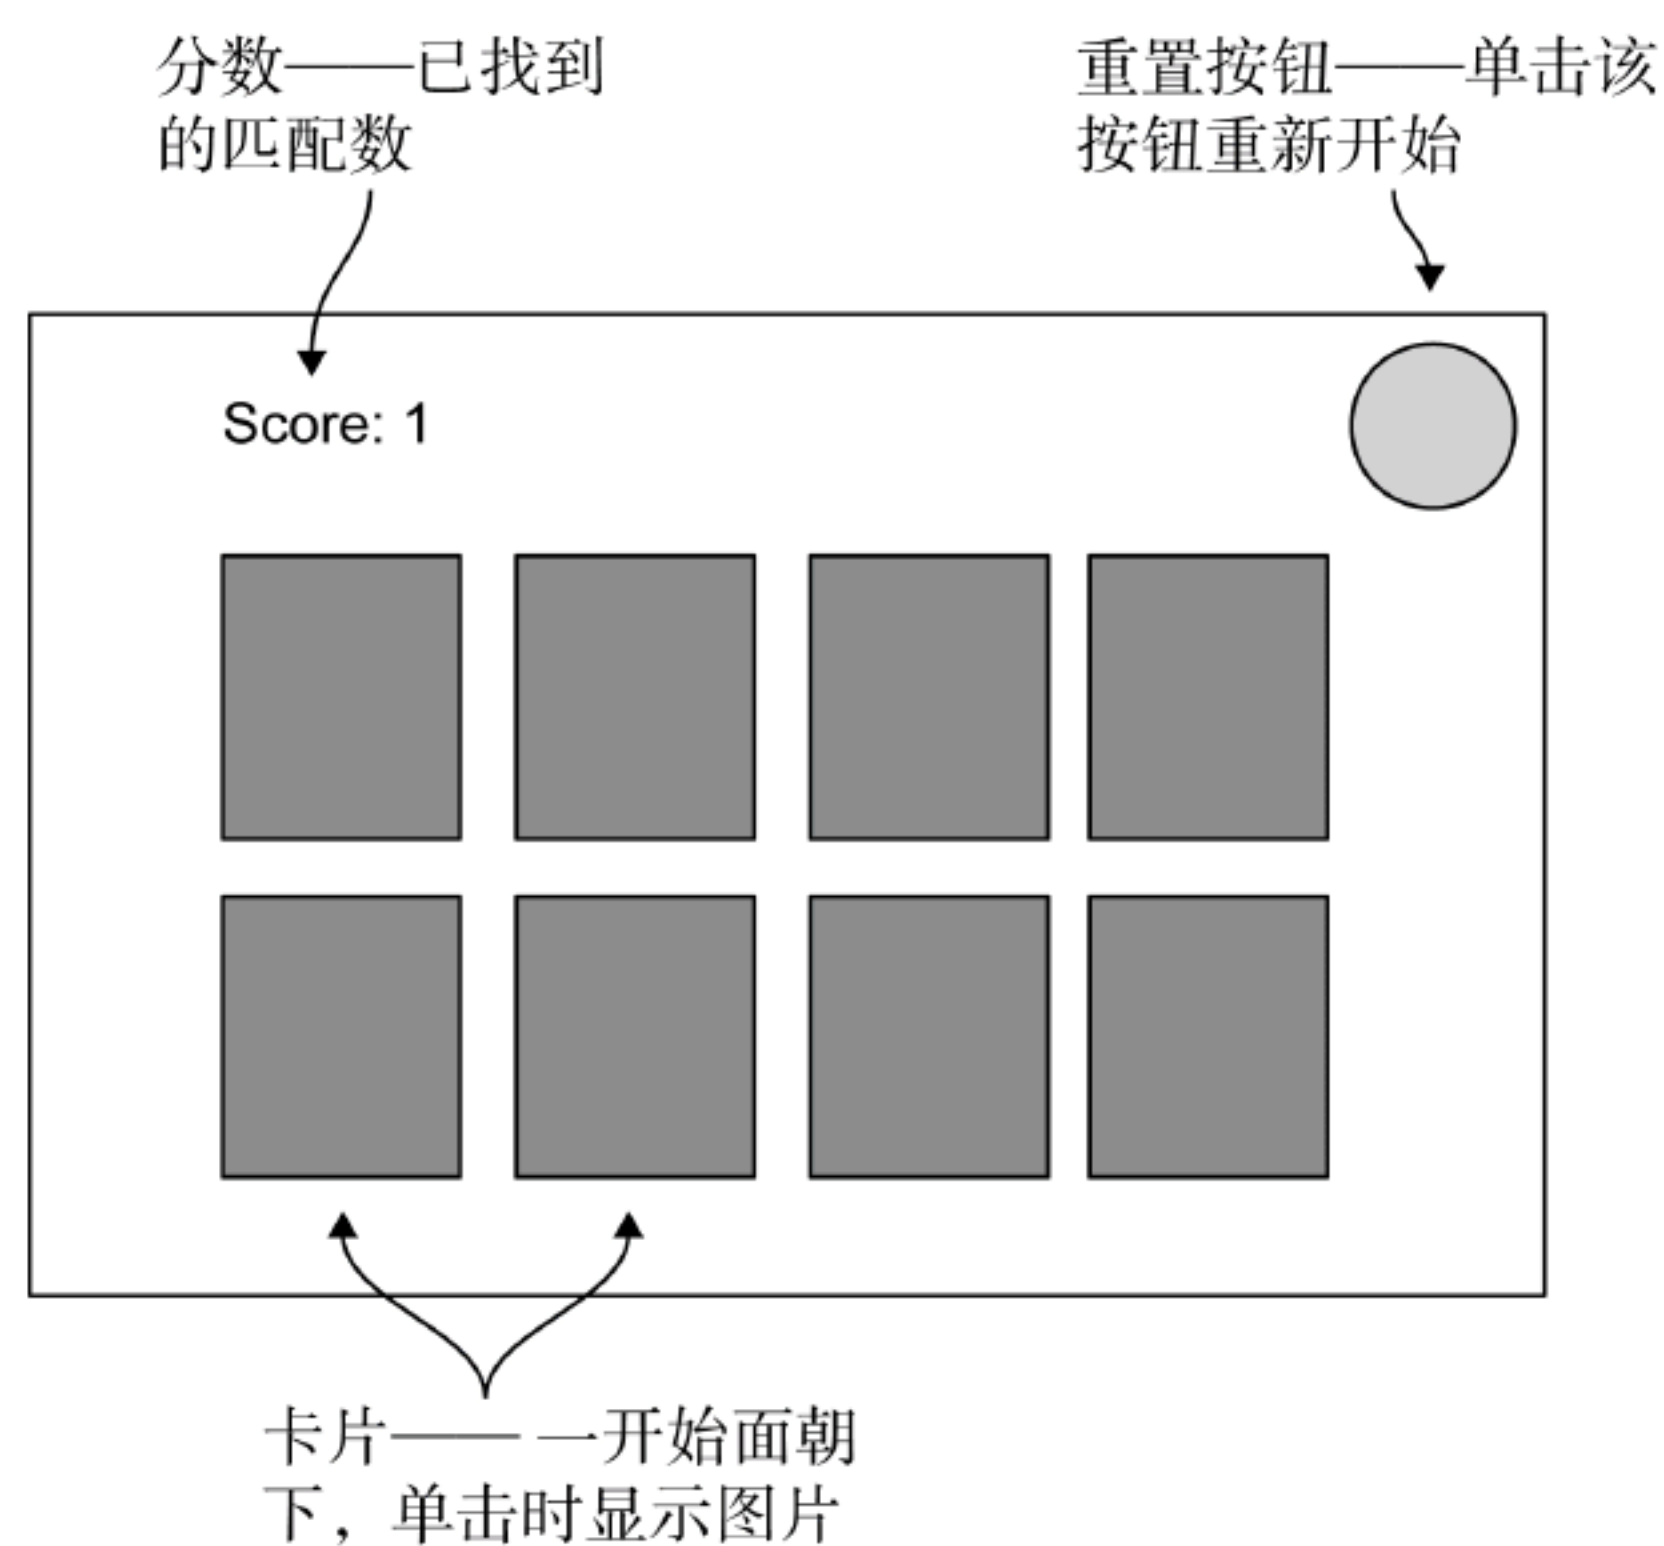 分数——已找到
的匹配数
重置按钮——单击该
按钮重新开始
Score: 1
卡片—— 一开始面朝
下，单击时显示图片